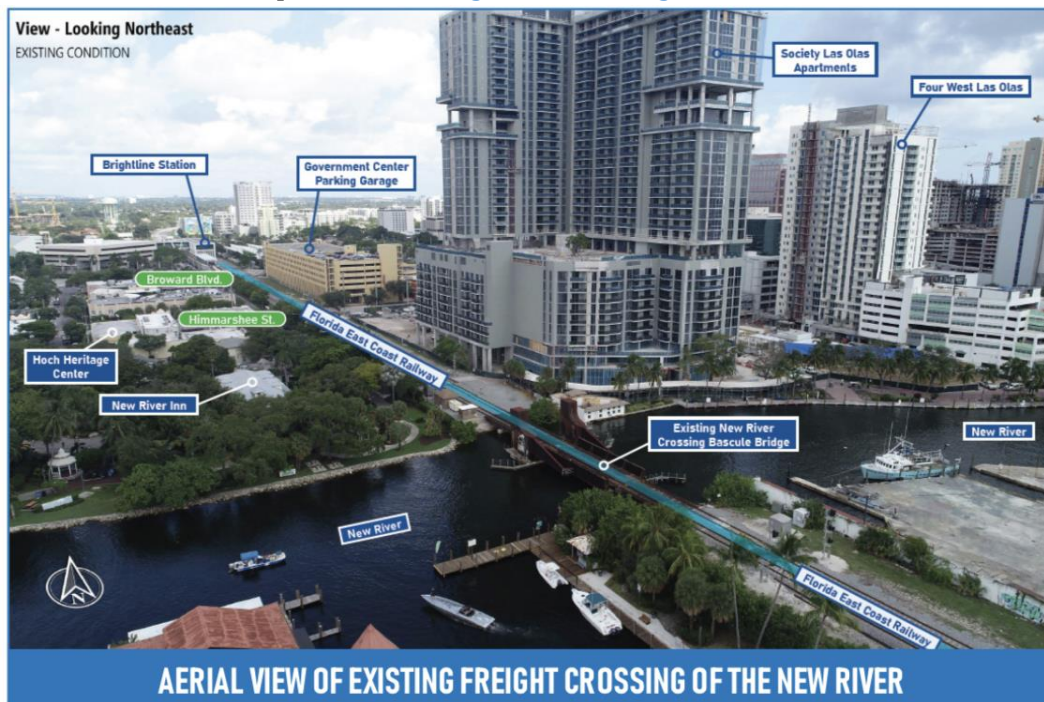 View - Looking Northeast
EXISTING CONDITION
Society Las Olas
Apartments
Four West Las Olas
Brightline Station
Government Center
Parking Garage
Broward Blvd.
Himmarshee St.
Florida East Coast Railway
Hoch Heritage
Center
New River Inn
Existing New River
Crossing Bascule Bridge
New River
New River
N
Florida East Coast Railway
AERIAL VIEW OF EXISTING FREIGHT CROSSING OF THE NEW RIVER